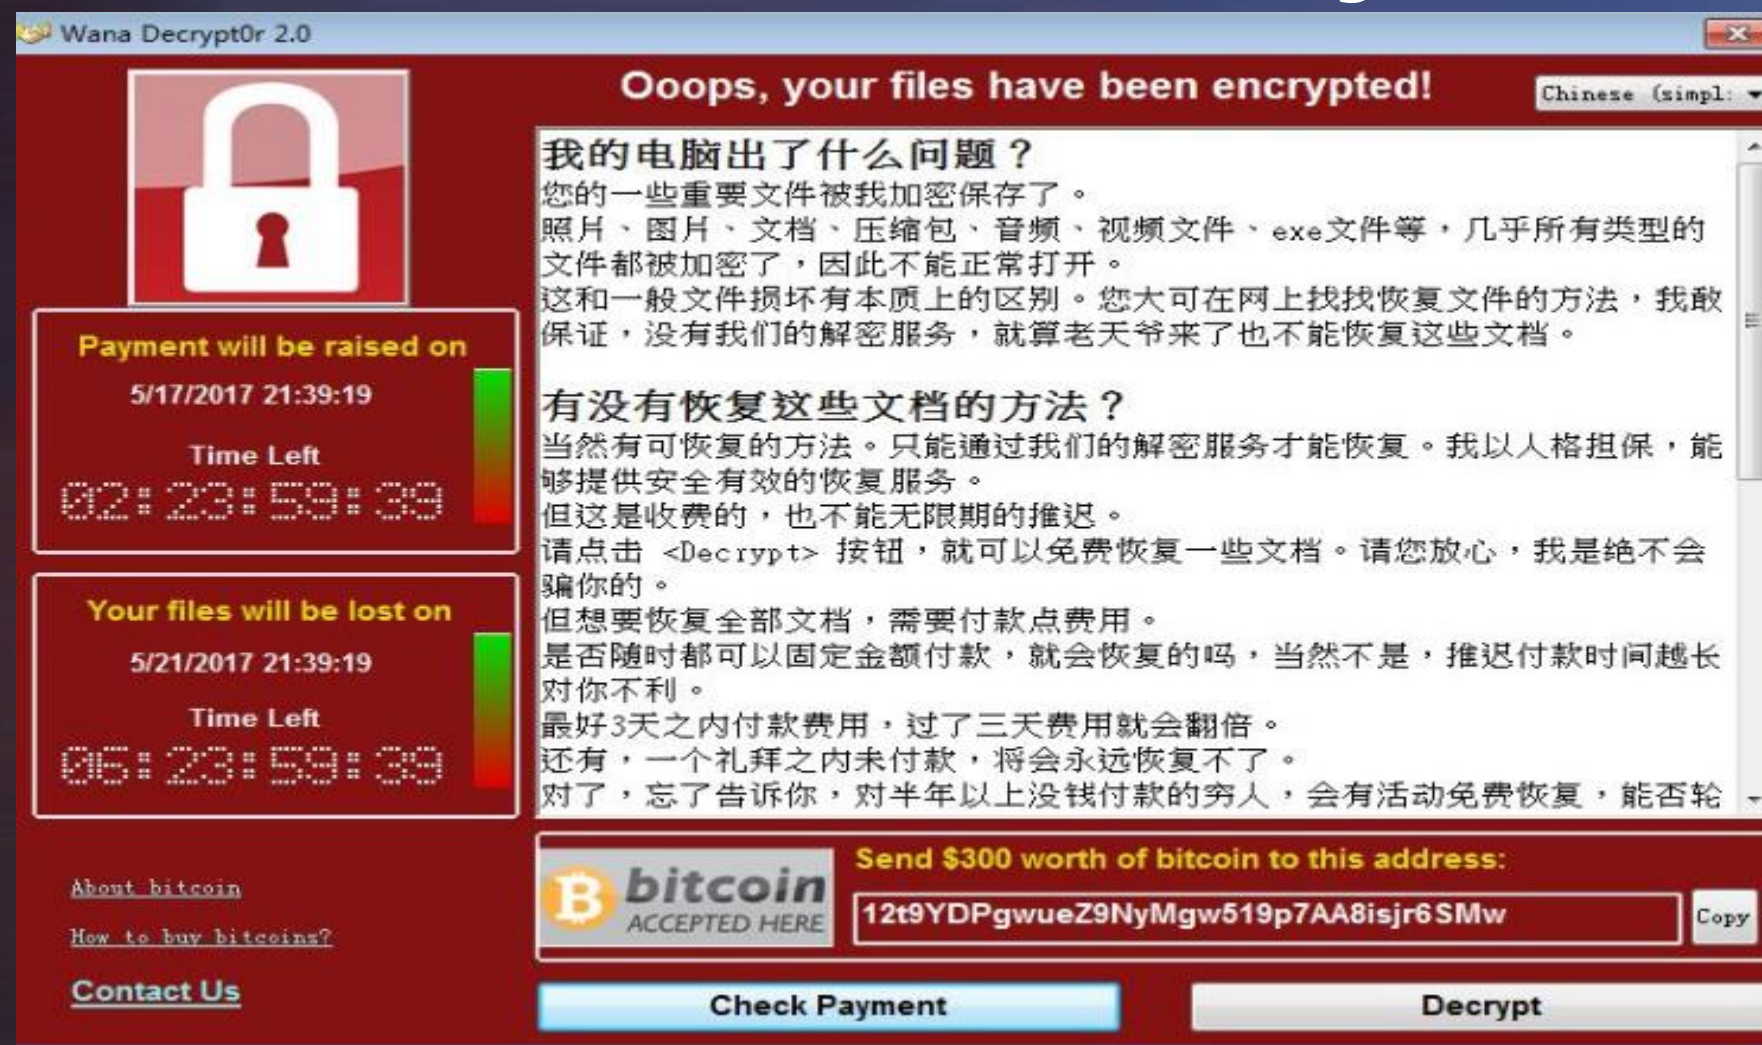 Wana Decrypt0r 2.0
Ooops, your files have been encrypted!
Chinese (simpl:
我的电脑出了什么问题？
您的一些重要文件被我加密保存了。
照片、图片、文档、压缩包、音频、视频文件、exe文件等，几乎所有类型的
文件都被加密了，因此不能正常打开。
这和一般文件损坏有本质上的区别。您大可在网上找找恢复文件的方法，我敢
保证，没有我们的解密服务，就算老天爷来了也不能恢复这些文档。
有没有恢复这些文档的方法？
当然有可恢复的方法。只能通过我们的解密服务才能恢复。我以人格担保，能
够提供安全有效的恢复服务。
但这是收费的，也不能无限期的推迟。
请点击 <Decrypt> 按钮，就可以免费恢复一些文档。请您放心，我是绝不会
骗你的。
但想要恢复全部文档，需要付款点费用。
是否随时都可以固定金额付款，就会恢复的吗，当然不是，推迟付款时间越长
对你不利。
最好3天之内付款费用，过了三天费用就会翻倍。
还有，一个礼拜之内未付款，将会永远恢复不了。
对了，忘了告诉你，对半年以上没钱付款的穷人，会有活动免费恢复，能否轮
Payment will be raised on
5/17/2017 21:39:19
Time Left
02:23:59:39
Your files will be lost on
5/21/2017 21:39:19
Time Left
06:23:59:39
About bitcoin
How to buy bitcoins?
Contact Us
bitcoin
ACCEPTED HERE
Send $300 worth of bitcoin to this address:
12t9YDPgwueZ9NyMgw519p7AA8isjr6SMw
Copy
Check Payment
Decrypt